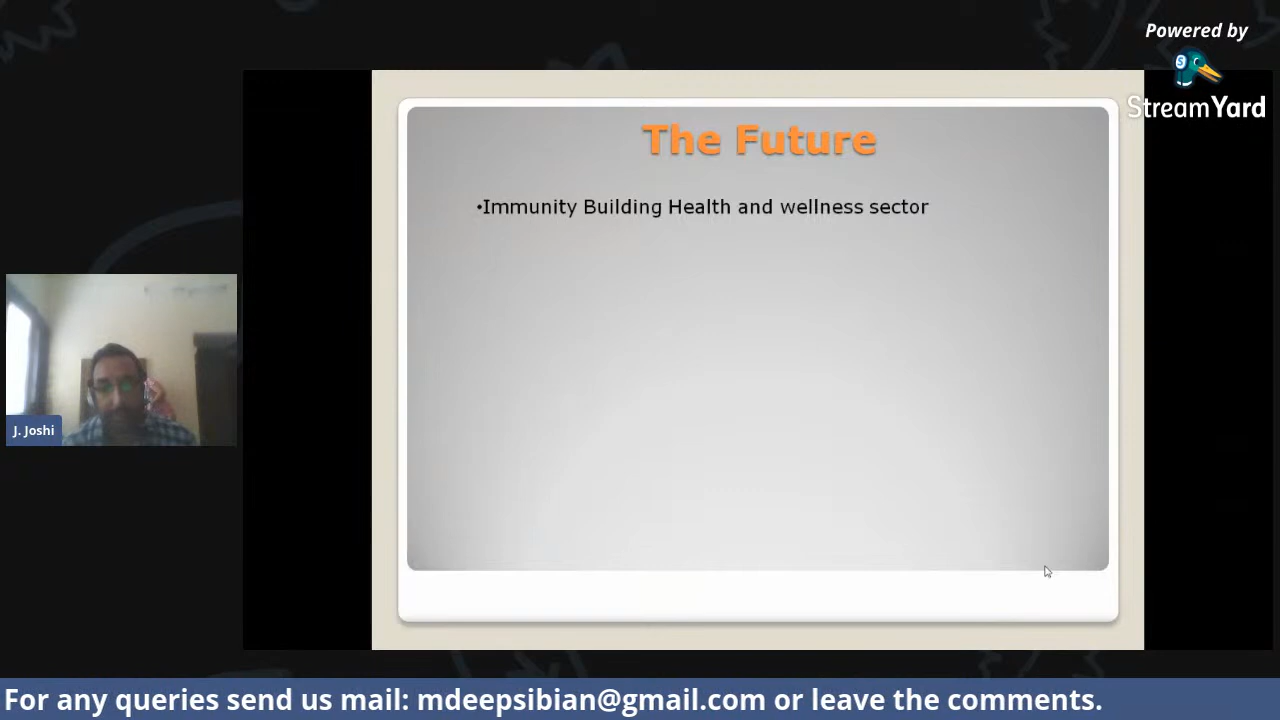 Powered by
StreamYard
The Future
•Immunity Building Health and wellness sector
J. Joshi
For any queries send us mail: mdeepsibian@gmail.com or leave the comments.